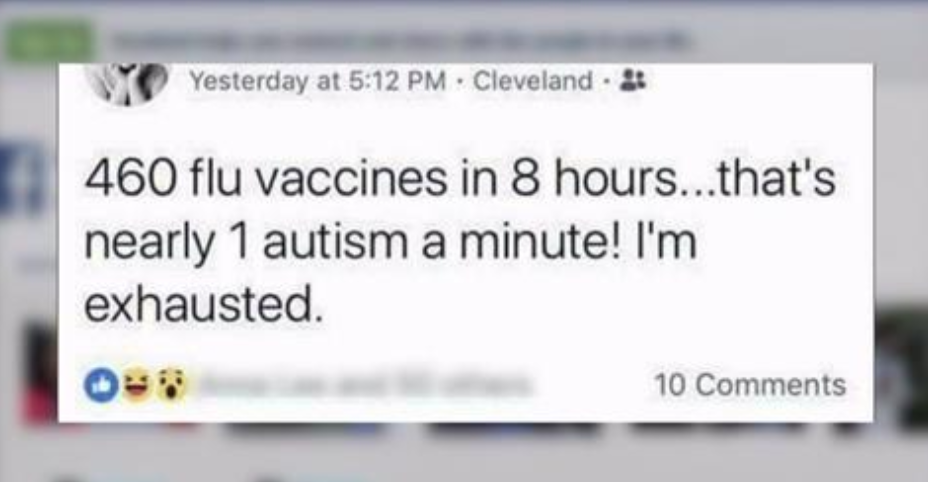 Yesterday at 5:12 PM · Cleveland ·
460 flu vaccines in 8 hours...that's
nearly 1 autism a minute! I'm
exhausted.
10 Comments